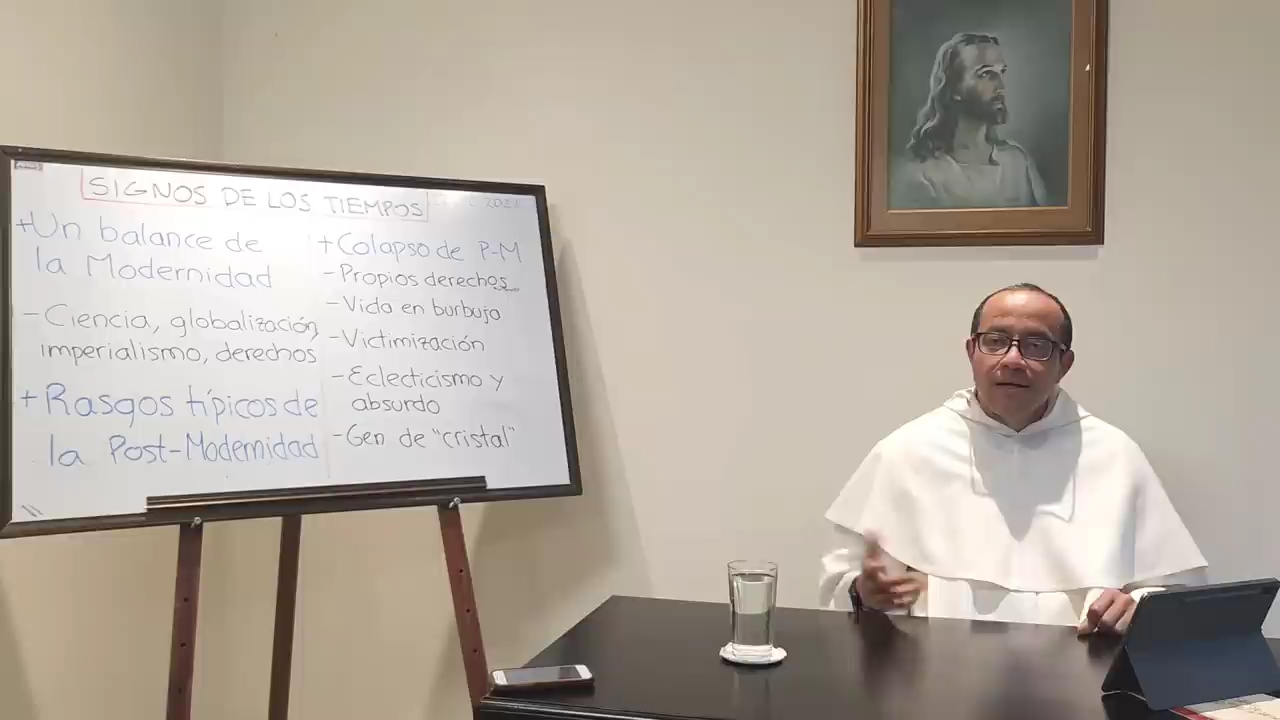 SIGNOS DE LOS TIEMPOS
+Un balance de
la Modernidad
-Ciencia, globalización,
imperialismo, derechos
+Rasgos típicos de
la Post-Modernidad
+Colapso de P-M
-Propios derechos
-Vida en burbuja
-Victimización
-Eclecticismo y
absurdo
-Gen de "cristal"